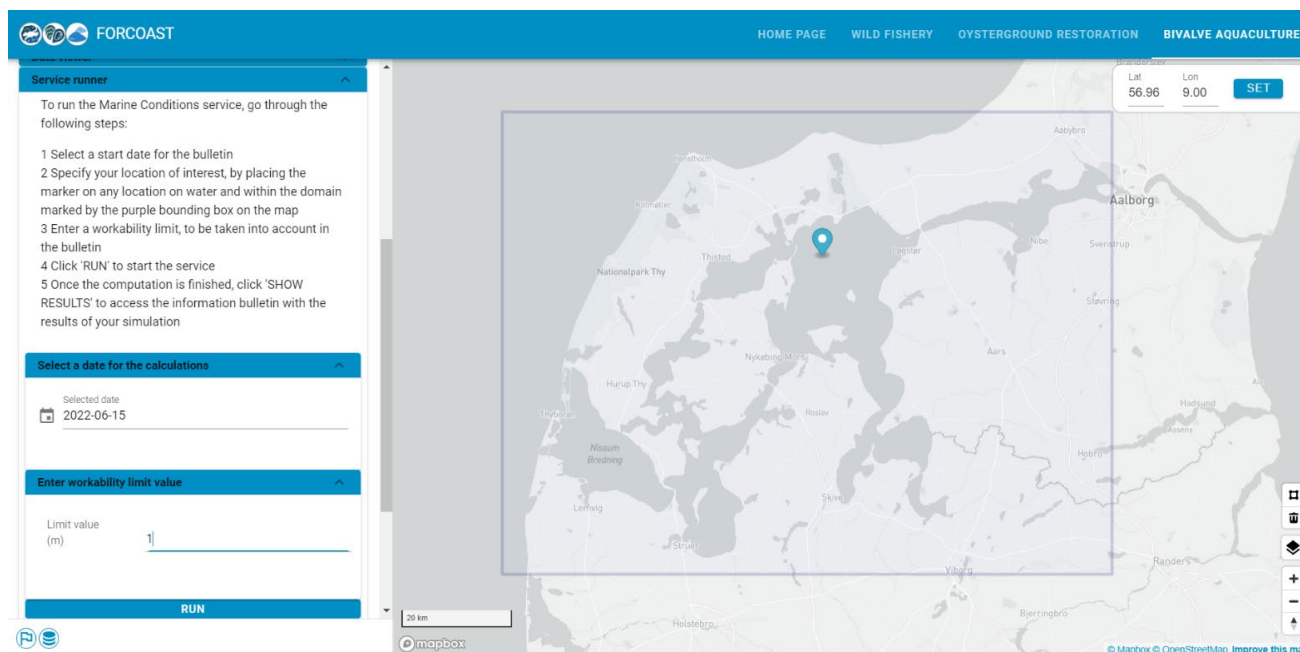 FORCOAST
HOME PAGE
WILD FISHERY
OYSTERGROUND RESTORATION
BIVALVE AQUACULTURE
Service runner
To run the Marine Conditions service, go through the
following steps:
1 Select a start date for the bulletin
2 Specify your location of interest, by placing the
marker on any location on water and within the domain
marked by the purple bounding box on the map
3 Enter a workability limit, to be taken into account in
the bulletin
4 Click 'RUN' to start the service
5 Once the computation is finished, click 'SHOW
RESULTS' to access the information bulletin with the
results of your simulation
Select a date for the calculations
Selected date
2022-06-15
Enter workability limit value
Limit value
(m)
1
RUN
Lat
56.96
Lon
9.00
SET
Aabybro
Hanstholm
Aalborg
Klitmøller
Nibe
Svenstrup
Løgstør
Thisted
Nationalpark Thy
Støvring
Aars
Nykøbing Mors
Hurup Thy
Hadsund
Thyborøn
Roslev
Assens
Nissum
Bredning
Hobro
Skive
Lemvig
Struer
Viborg
Randers
20 km
Holstebro
Bjerringbro
mapbox
© Mapbox © OpenStreetMap Improve this ma